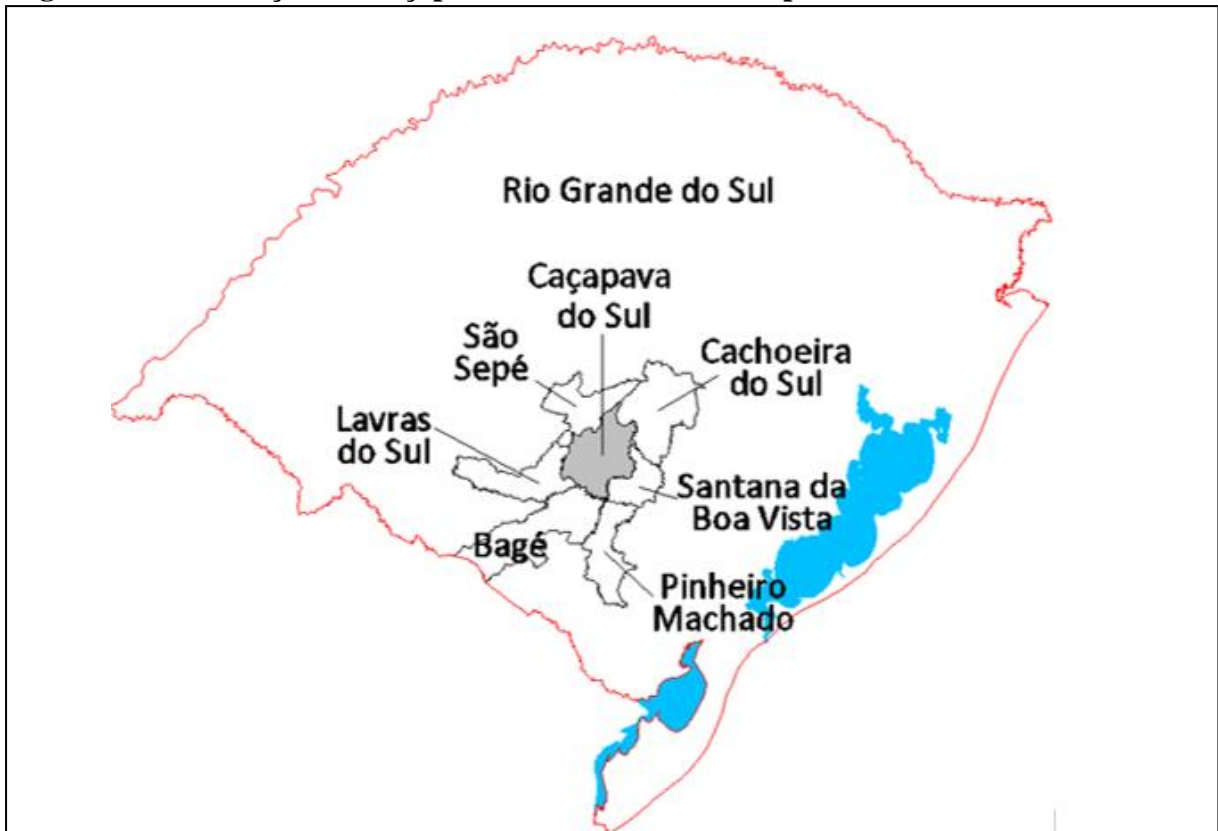 Rio Grande do Sul
Caçapava
do Sul
São
Sepé
Cachoeira
do Sul
Lavras
do Sul
Santana da
Boa Vista
Bagé
Pinheiro
Machado